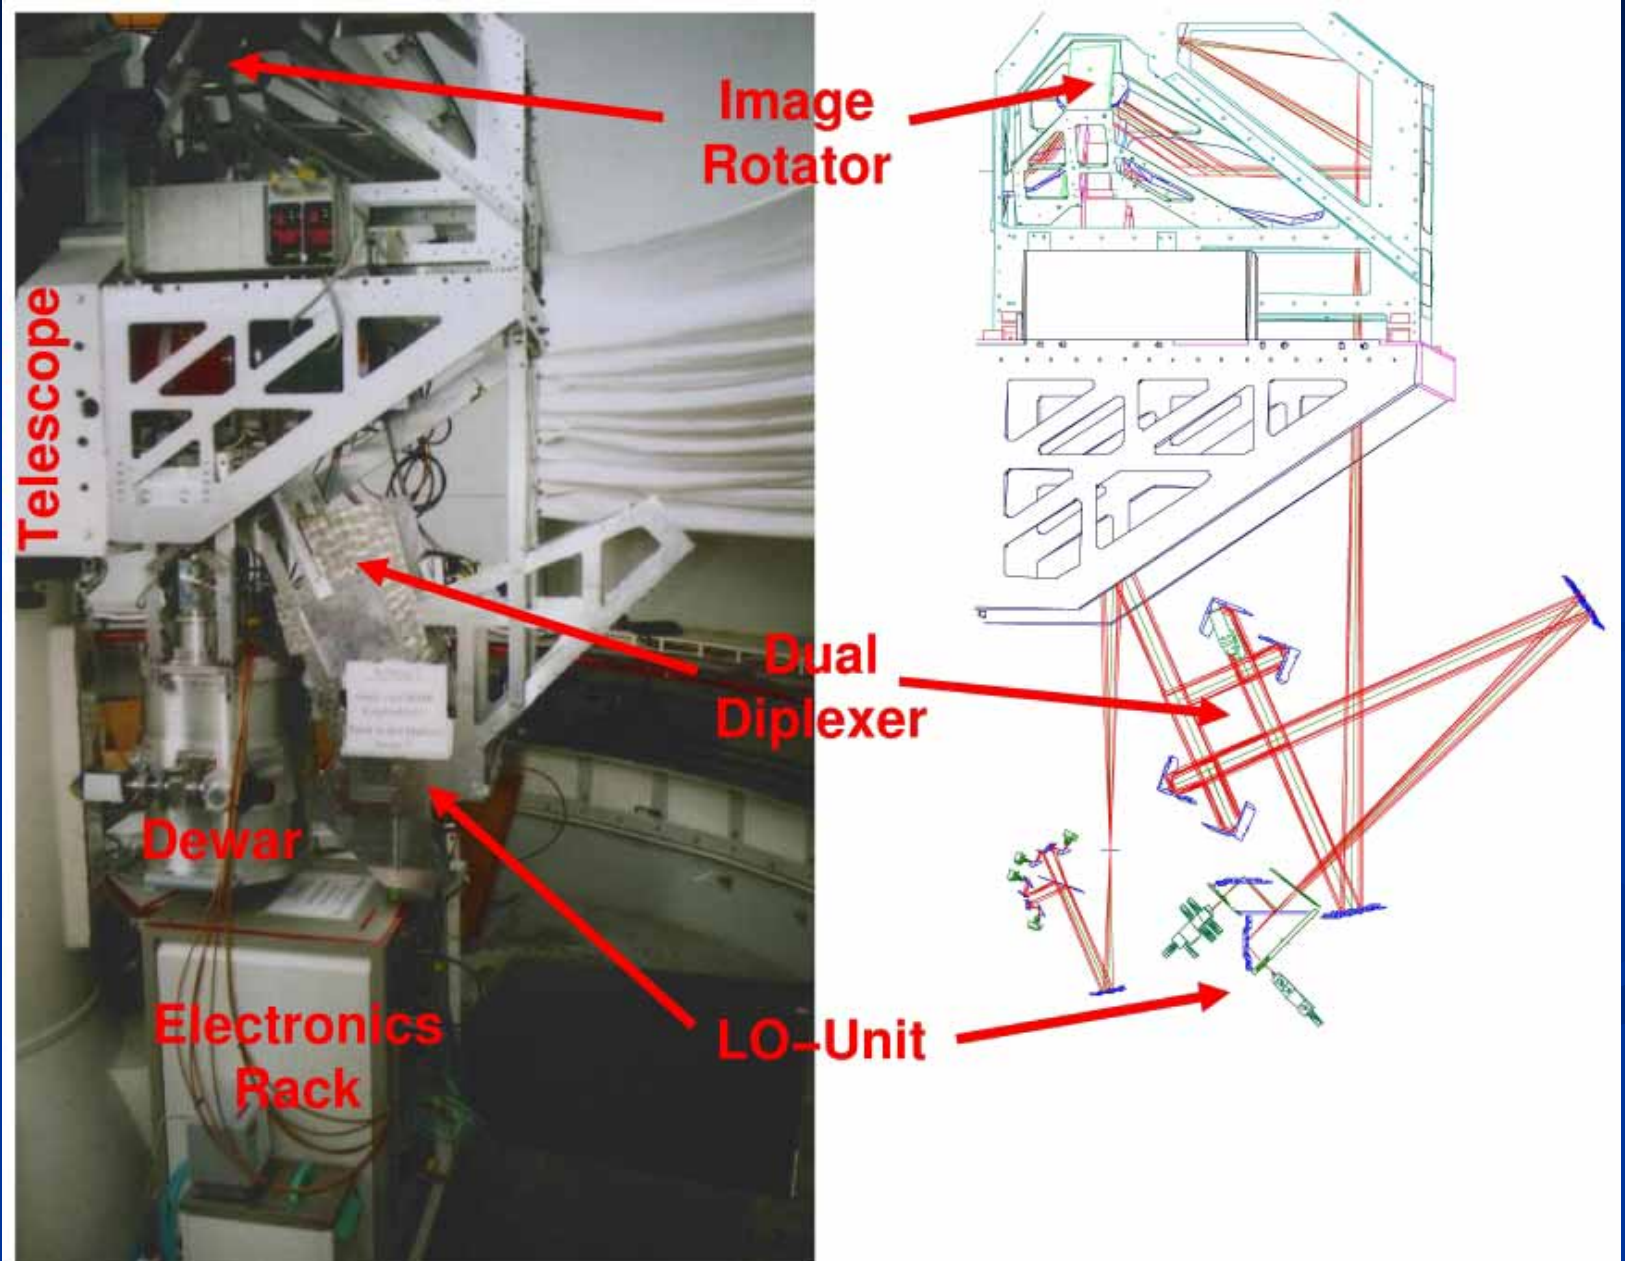 Image
Rotator
Telescope
Dual
Diplexer
Dewar
Electronics
Rack
LO-Unit